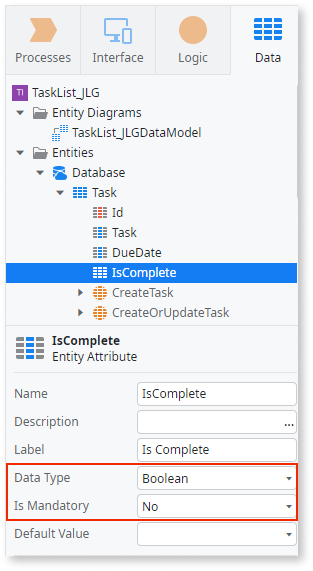 Processes Interface Logic Data
TI TaskList_JLG
Entity Diagrams
TaskList_JLGDataModel
Entities
Database
Task
Id
Task
DueDate
IsComplete
CreateTask
CreateOrUpdateTask
IsComplete
Entity Attribute
Name IsComplete
Description ...
Label Is Complete
Data Type Boolean
Is Mandatory No
Default Value